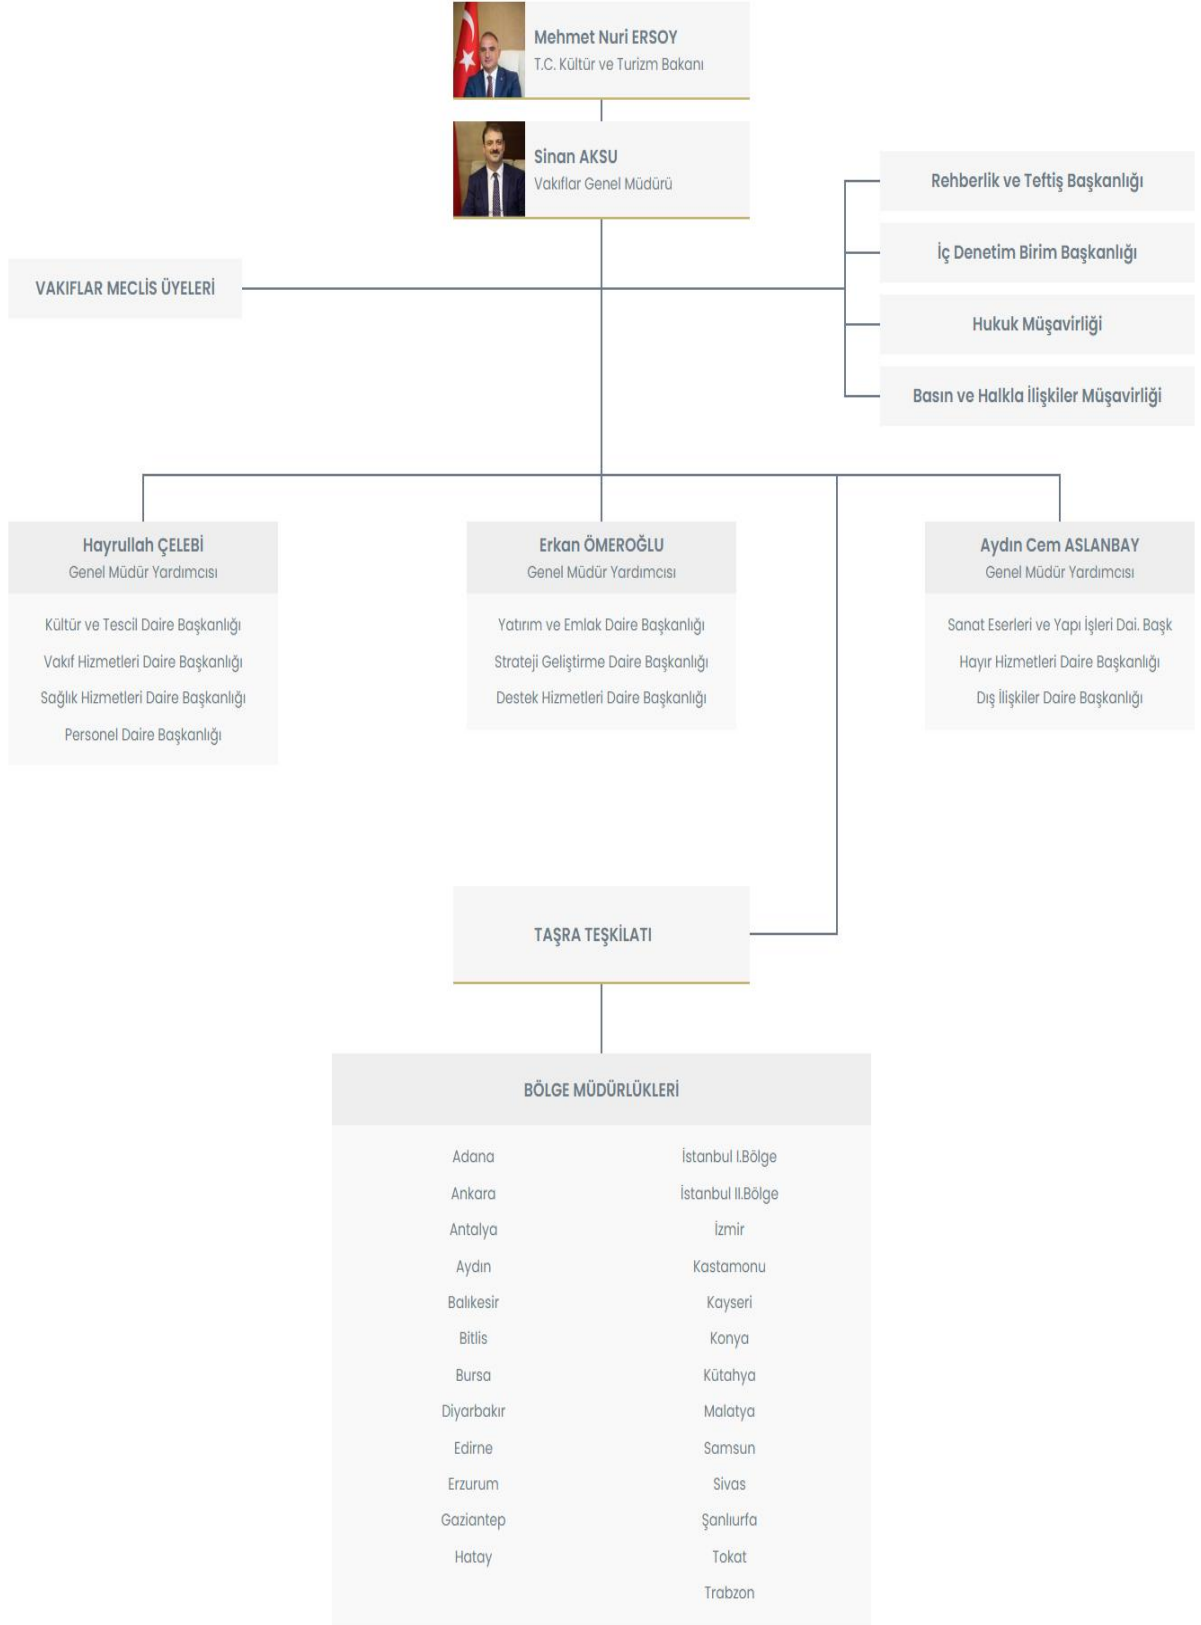 Mehmet Nuri ERSOY
T.C. Kültür ve Turizm Bakanı
Sinan AKSU
Vakıflar Genel Müdürü
Rehberlik ve Teftiş Başkanlığı
İç Denetim Birim Başkanlığı
VAKIFLAR MECLİS ÜYELERİ
Hukuk Müşavirliği
Basın ve Halkla İlişkiler Müşavirliği
Hayrullah ÇELEBİ
Genel Müdür Yardımcısı
Kültür ve Tescil Daire Başkanlığı
Vakıf Hizmetleri Daire Başkanlığı
Sağlık Hizmetleri Daire Başkanlığı
Personel Daire Başkanlığı
Erkan ÖMEROĞLU
Genel Müdür Yardımcısı
Yatırım ve Emlak Daire Başkanlığı
Strateji Geliştirme Daire Başkanlığı
Destek Hizmetleri Daire Başkanlığı
Aydın Cem ASLANBAY
Genel Müdür Yardımcısı
Sanat Eserleri ve Yapı İşleri Dai. Başk
Hayır Hizmetleri Daire Başkanlığı
Dış İlişkiler Daire Başkanlığı
TAŞRA TEŞKİLATI
BÖLGE MÜDÜRLÜKLERİ
Adana
Ankara
Antalya
Aydın
Balıkesir
Bitlis
Bursa
Diyarbakır
Edirne
Erzurum
Gaziantep
Hatay
İstanbul I.Bölge
İstanbul II.Bölge
İzmir
Kastamonu
Kayseri
Konya
Kütahya
Malatya
Samsun
Sivas
Şanlıurfa
Tokat
Trabzon